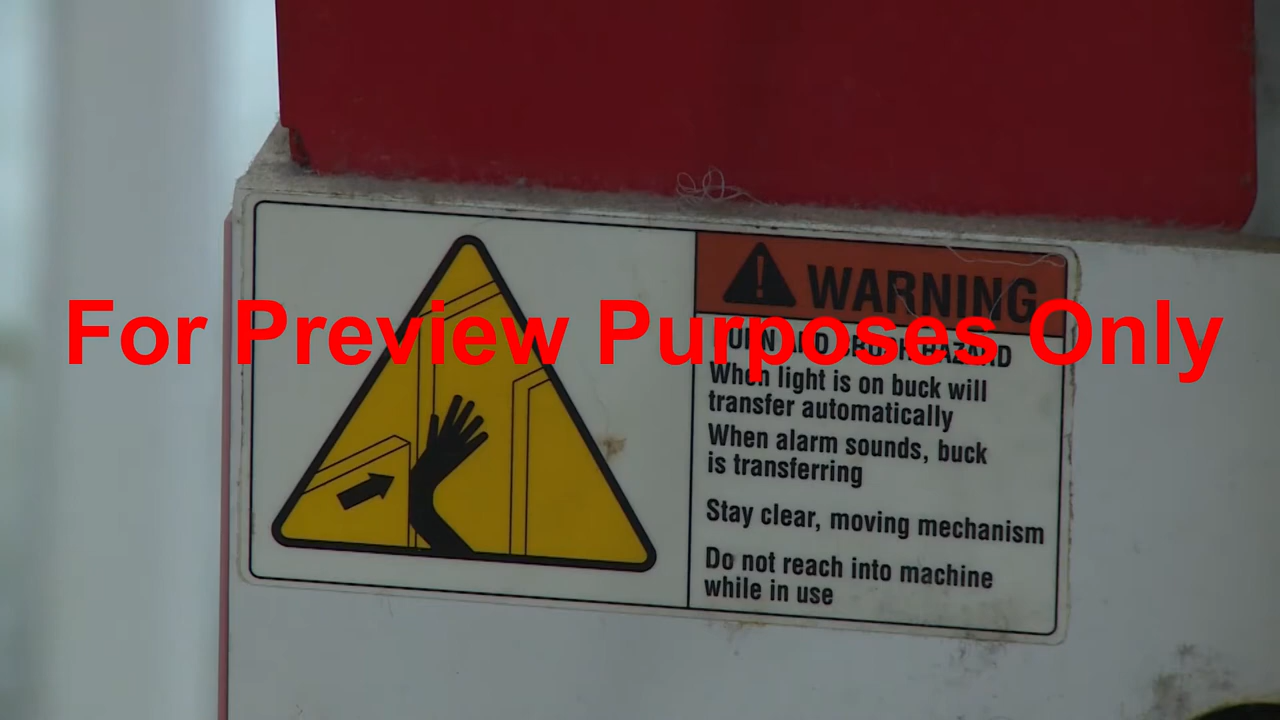 WARNING
For Preview Purposes Only
HAZARD
When light is on buck will
transfer automatically
When alarm sounds, buck
is transferring
Stay clear, moving mechanism
Do not reach into machine
while in use